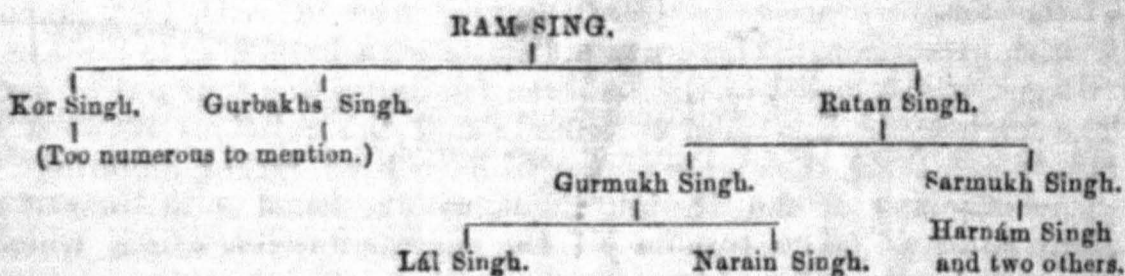 RAM SING.
Kor Singh. Gurbakhs Singh. Ratan Singh.
(Too numerous to mention.)
Gurmukh Singh. Sarmukh Singh.
Harnám Singh
Lál Singh. Narain Singh. and two others.